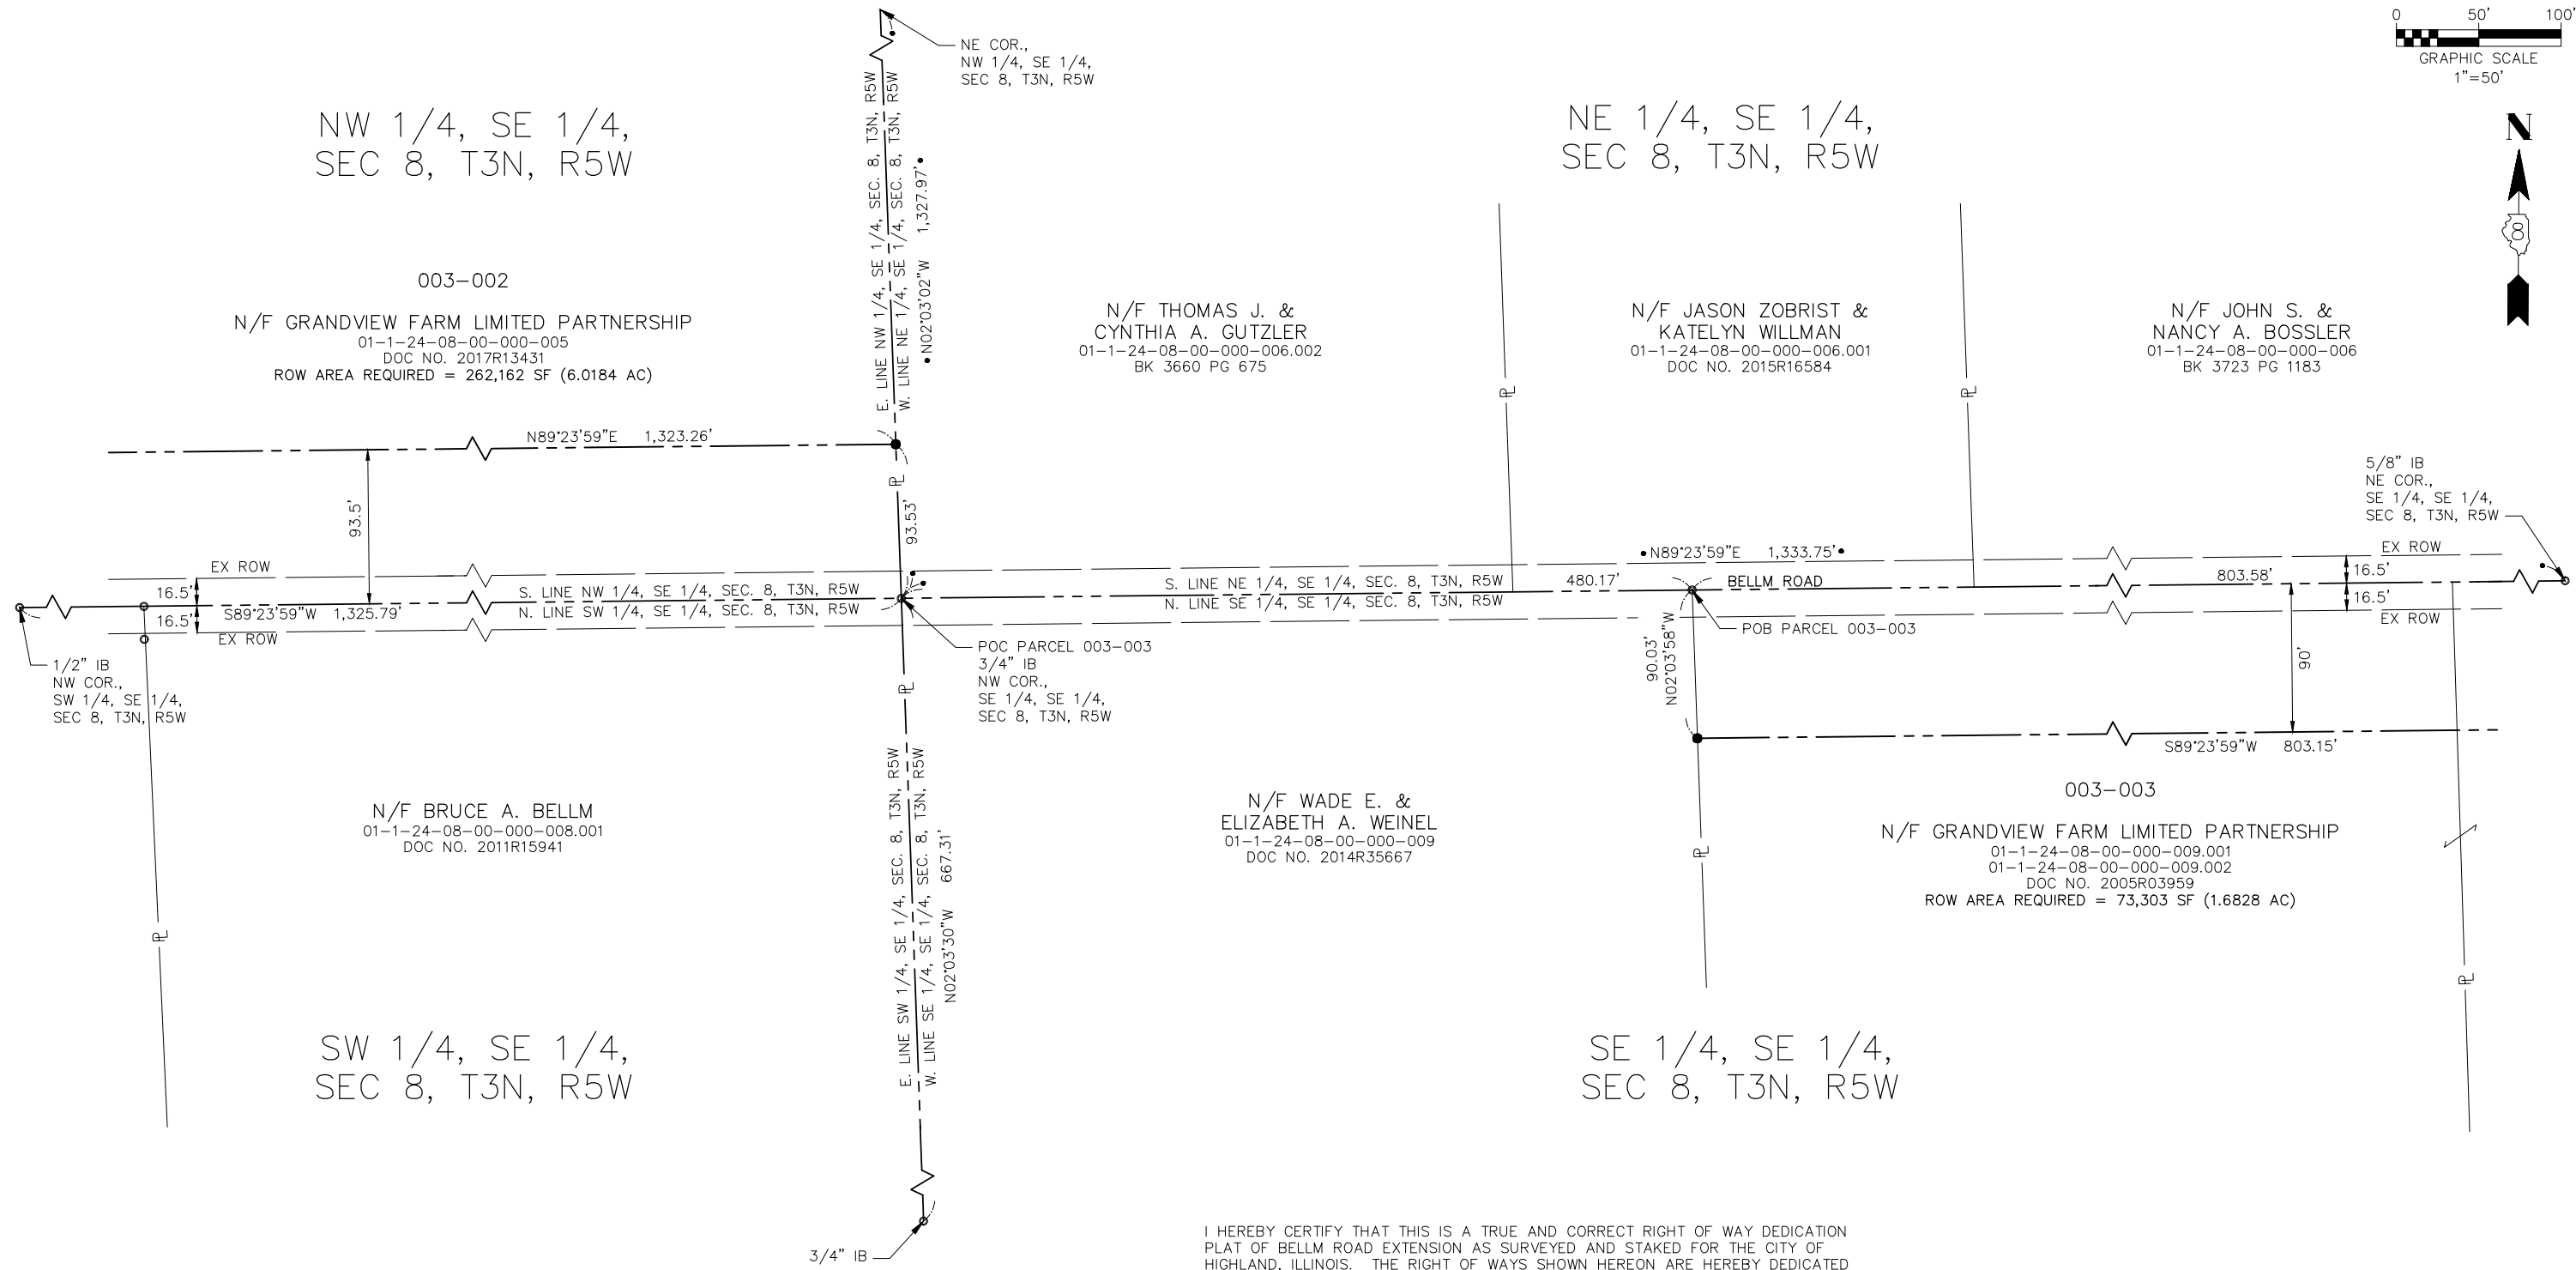 0 50' 100'
GRAPHIC SCALE
1"=50'
N
NE COR.,
NW 1/4, SE 1/4,
SEC 8, T3N, R5W
NW 1/4, SE 1/4,
SEC 8, T3N, R5W
NE 1/4, SE 1/4,
SEC 8, T3N, R5W
E. LINE NW 1/4, SE 1/4, SEC. 8, T3N, R5W
W. LINE NE 1/4, SE 1/4, SEC. 8, T3N, R5W
N02°03'02"W 1,327.97'
003-002
N/F GRANDVIEW FARM LIMITED PARTNERSHIP
01-1-24-08-00-000-005
DOC NO. 2017R13431
ROW AREA REQUIRED = 262,162 SF (6.0184 AC)
N/F THOMAS J. &
CYNTHIA A. GUTZLER
01-1-24-08-00-000-006.002
BK 3660 PG 675
N/F JASON ZOBRIST &
KATELYN WILLMAN
01-1-24-08-00-000-006.001
DOC NO. 2015R16584
N/F JOHN S. &
NANCY A. BOSSLER
01-1-24-08-00-000-006
BK 3723 PG 1183
PL
PL
N89°23'59"E 1,323.26'
93.5'
PL
93.53'
5/8" IB
NE COR.,
SE 1/4, SE 1/4,
SEC 8, T3N, R5W
EX ROW
N89°23'59"E 1,333.75'
EX ROW
16.5'
S. LINE NW 1/4, SE 1/4, SEC. 8, T3N, R5W
S. LINE NE 1/4, SE 1/4, SEC. 8, T3N, R5W
480.17'
BELLM ROAD
803.58'
16.5'
S89°23'59"W 1,325.79'
N. LINE SW 1/4, SE 1/4, SEC. 8, T3N, R5W
N. LINE SE 1/4, SE 1/4, SEC. 8, T3N, R5W
16.5'
16.5'
EX ROW
EX ROW
POB PARCEL 003-003
90.03'
N02°03'58"W
90'
1/2" IB
NW COR.,
SW 1/4, SE 1/4,
SEC 8, T3N, R5W
POC PARCEL 003-003
3/4" IB
NW COR.,
SE 1/4, SE 1/4,
SEC 8, T3N, R5W
PL
S89°23'59"W 803.15'
E. LINE SW 1/4, SE 1/4, SEC. 8, T3N, R5W
W. LINE SE 1/4, SE 1/4, SEC. 8, T3N, R5W
N02°03'30"W 667.31'
N/F BRUCE A. BELLM
01-1-24-08-00-000-008.001
DOC NO. 2011R15941
N/F WADE E. &
ELIZABETH A. WEINEL
01-1-24-08-00-000-009
DOC NO. 2014R35667
003-003
N/F GRANDVIEW FARM LIMITED PARTNERSHIP
01-1-24-08-00-000-009.001
01-1-24-08-00-000-009.002
DOC NO. 2005R03959
ROW AREA REQUIRED = 73,303 SF (1.6828 AC)
PL
PL
PL
SW 1/4, SE 1/4,
SEC 8, T3N, R5W
SE 1/4, SE 1/4,
SEC 8, T3N, R5W
3/4" IB
I HEREBY CERTIFY THAT THIS IS A TRUE AND CORRECT RIGHT OF WAY DEDICATION
PLAT OF BELLM ROAD EXTENSION AS SURVEYED AND STAKED FOR THE CITY OF
HIGHLAND, ILLINOIS. THE RIGHT OF WAYS SHOWN HEREON ARE HEREBY DEDICATED